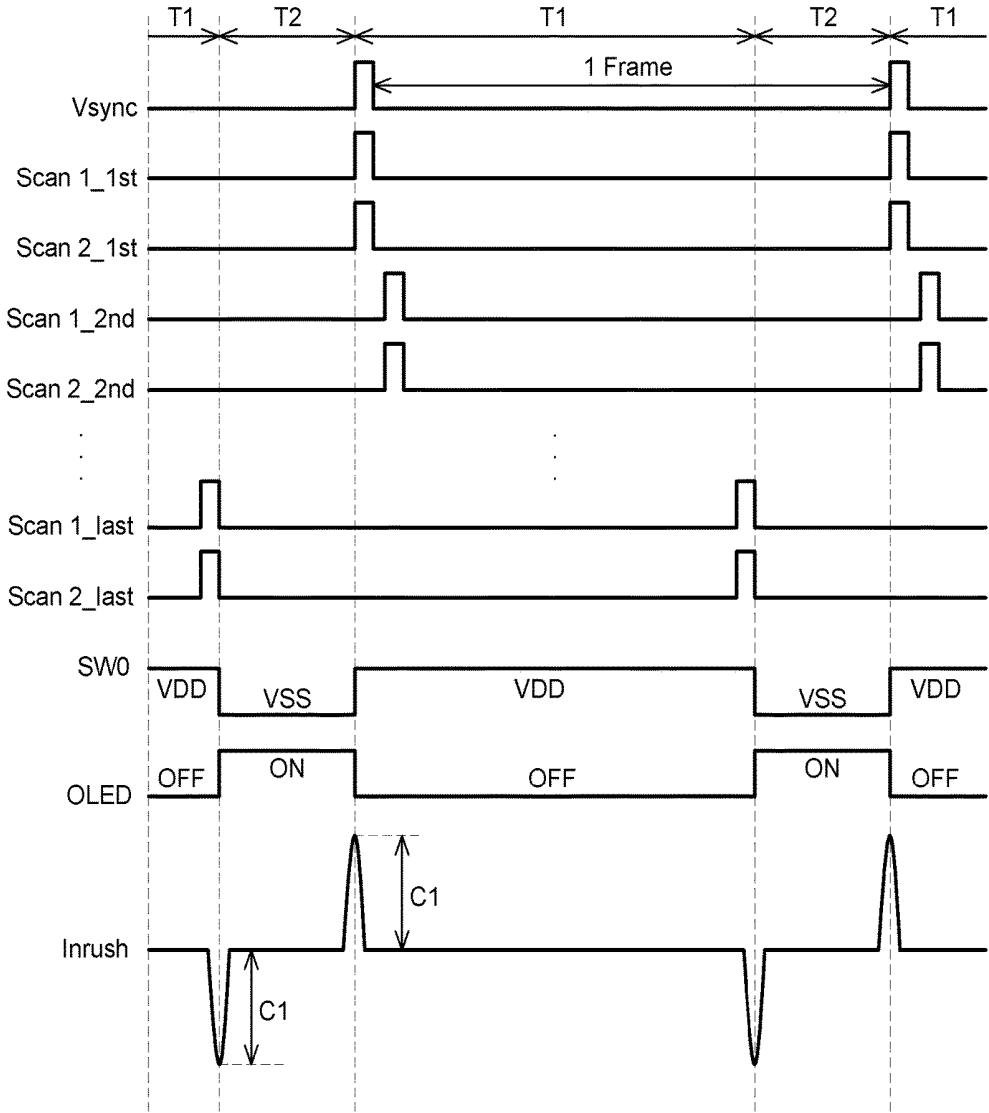 T1 T2 T1 T2 T1
1 Frame
Vsync
Scan 1_1st
Scan 2_1st
Scan 1_2nd
Scan 2_2nd
Scan 1_last
Scan 2_last
SW0
VDD VSS VDD VSS VDD
OFF ON OFF ON OFF
OLED
C1
Inrush
C1